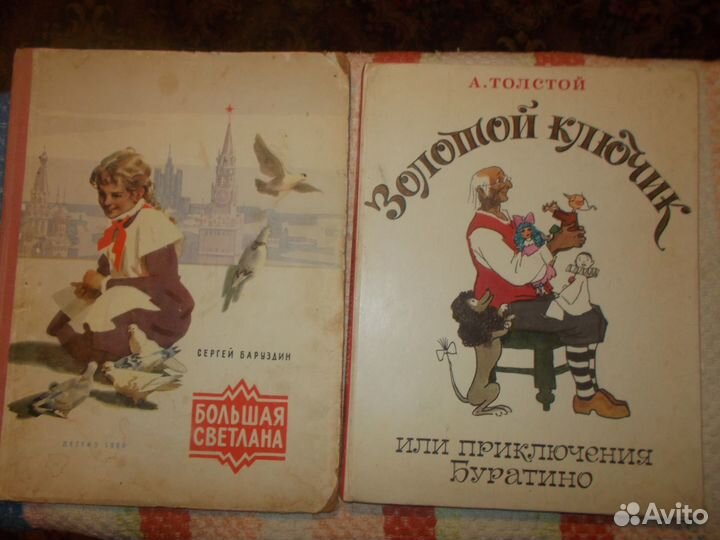 СЕРГЕЙ БАРУЗДИН
БОЛЬШАЯ
СВЕТЛАНА
А. ТОЛСТОЙ
ЗОЛОТОЙ КЛЮЧИК
ИЛИ ПРИКЛЮЧЕНИЯ
БУРАТИНО
Avito